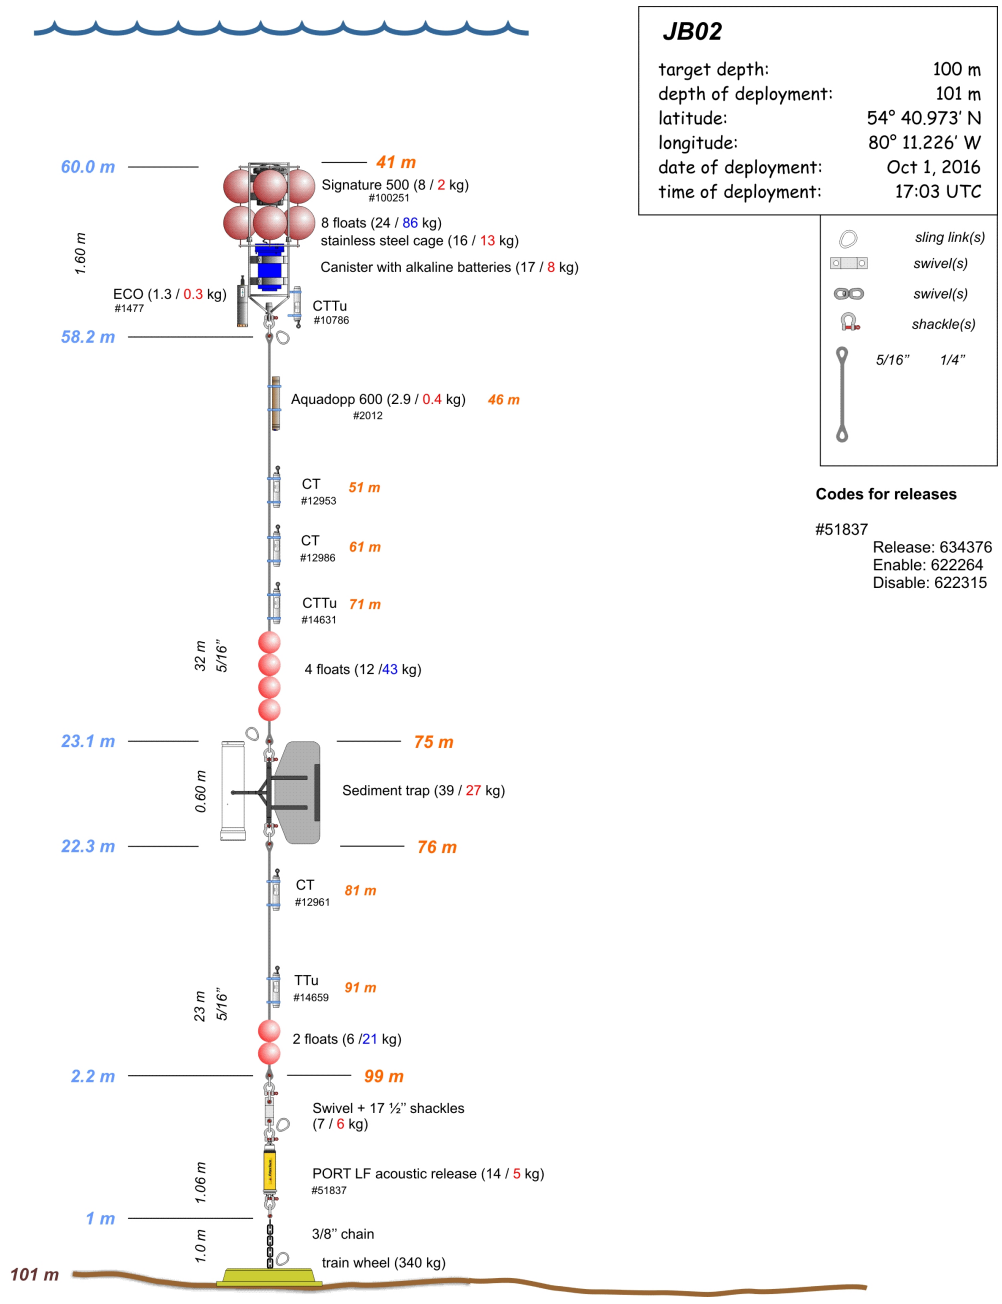 JB02
target depth: 100 m
depth of deployment: 101 m
latitude: 54° 40.973' N
longitude: 80° 11.226' W
date of deployment: Oct 1, 2016
time of deployment: 17:03 UTC
sling link(s)
swivel(s)
swivel(s)
shackle(s)
5/16" 1/4"
Codes for releases
#51837
Release: 634376
Enable: 622264
Disable: 622315
60.0 m
41 m
Signature 500 (8 / 2 kg)
#100251
8 floats (24 / 86 kg)
stainless steel cage (16 / 13 kg)
1.60 m
Canister with alkaline batteries (17 / 8 kg)
ECO (1.3 / 0.3 kg)
#1477
CTTu
#10786
58.2 m
Aquadopp 600 (2.9 / 0.4 kg) 46 m
#2012
CT 51 m
#12953
CT 61 m
#12986
CTTu 71 m
#14631
32 m
5/16"
4 floats (12 /43 kg)
23.1 m
75 m
0.60 m
Sediment trap (39 / 27 kg)
22.3 m
76 m
CT 81 m
#12961
TTu 91 m
#14659
23 m
5/16"
2 floats (6 /21 kg)
2.2 m
99 m
Swivel + 17 ½" shackles
(7 / 6 kg)
1.06 m
PORT LF acoustic release (14 / 5 kg)
#51837
1 m
1.0 m
3/8" chain
train wheel (340 kg)
101 m